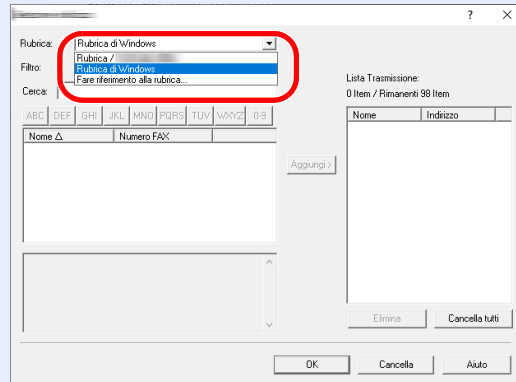 ?
X
Rubrica:
Rubrica di Windows
Rubrica /
Rubrica di Windows
Fare riferimento alla rubrica...
Filtro:
Cerca:
Lista Trasmissione:
0 Item / Rimanenti 98 Item
ABC DEF GHI JKL MNO PQRS TUV WXYZ 0-9
Nome △ Numero FAX
Nome Indirizzo
Aggiungi >
Elimina Cancella tutti
OK Cancella Aiuto